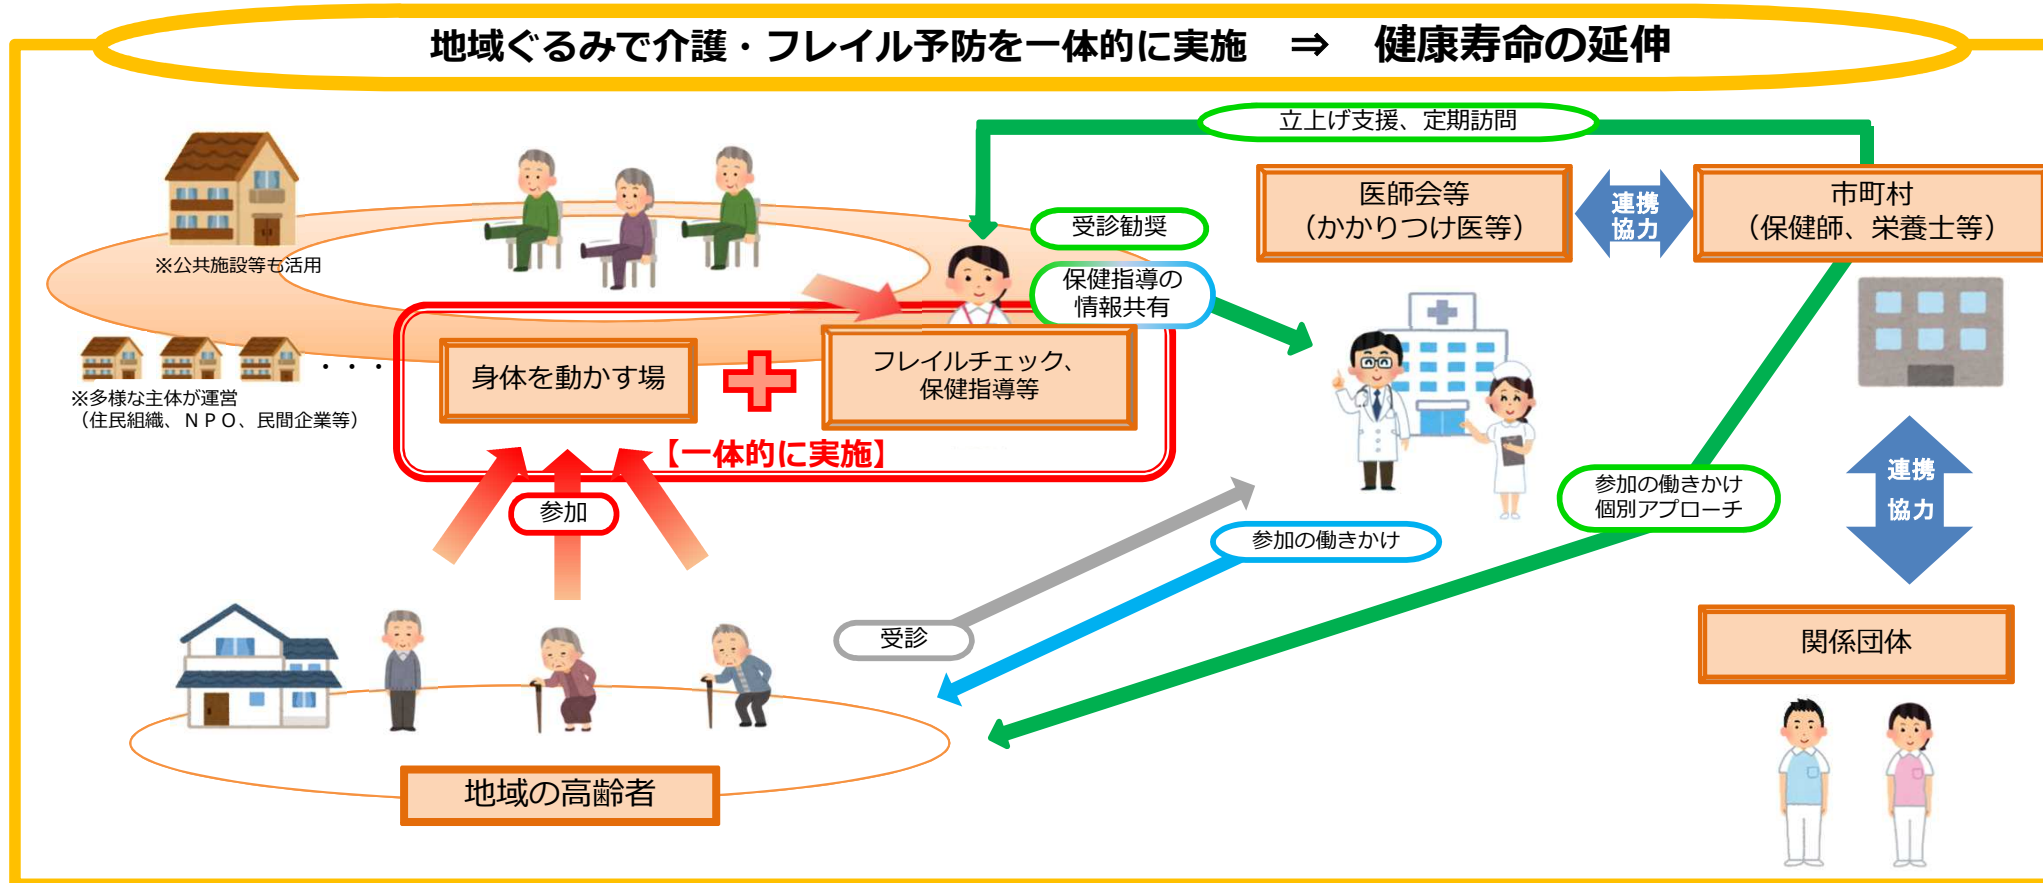 地域ぐるみで介護・フレイル予防を一体的に実施　⇒　健康寿命の延伸
立上げ支援、定期訪問
医師会等
（かかりつけ医等）
連携
協力
市町村
（保健師、栄養士等）
受診勧奨
※公共施設等も活用
保健指導の
情報共有
・・・
身体を動かす場
フレイルチェック、
保健指導等
※多様な主体が運営
（住民組織、ＮＰＯ、民間企業等）
【一体的に実施】
参加
参加の働きかけ
個別アプローチ
連携
協力
参加の働きかけ
受診
関係団体
地域の高齢者